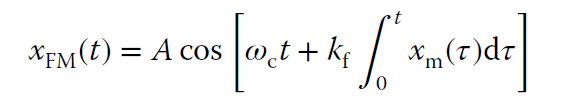 x_FM(t) = A cos [ω_c t + k_f ∫_0^t x_m(τ)dτ]